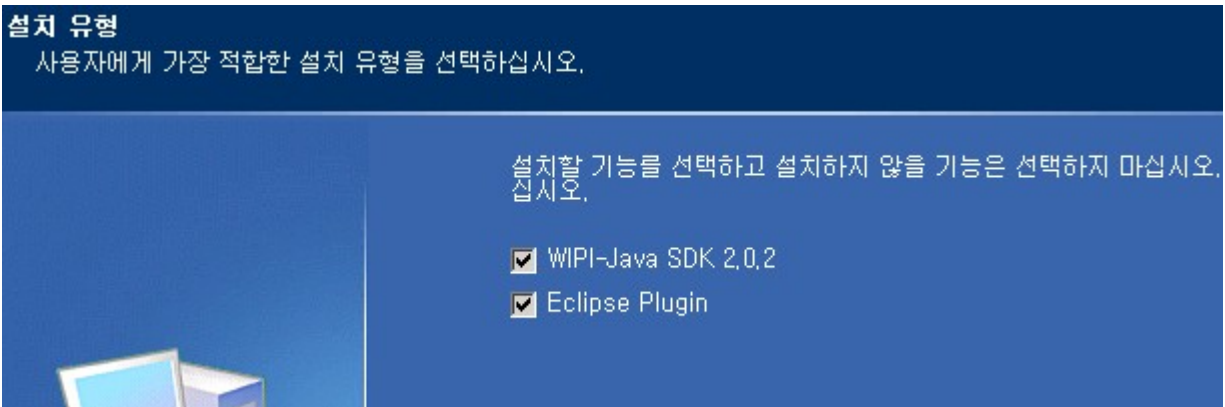 설치 유형
사용자에게 가장 적합한 설치 유형을 선택하십시오.
설치할 기능를 선택하고 설치하지 않을 기능은 선택하지 마십시오.
십시오.
WIPI-Java SDK 2.0.2
Eclipse Plugin